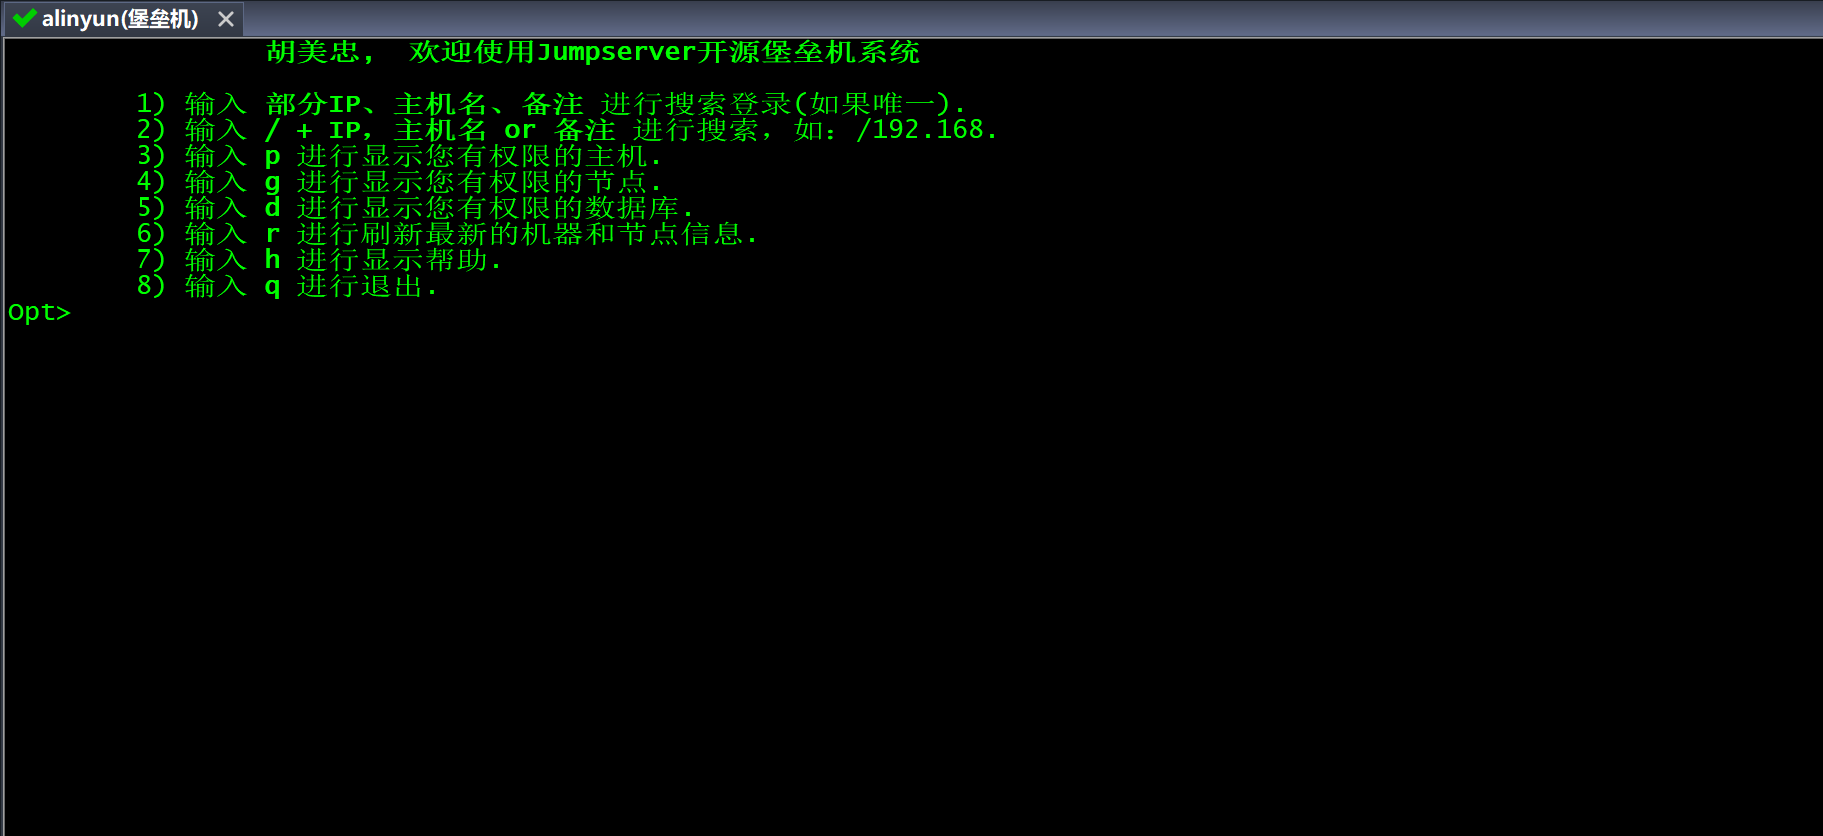 alinyun(堡垒机)
胡美忠, 欢迎使用Jumpserver开源堡垒机系统
1) 输入 部分IP、主机名、备注 进行搜索登录(如果唯一).
2) 输入 / + IP, 主机名 or 备注 进行搜索, 如: /192.168.
3) 输入 p 进行显示您有权限的主机.
4) 输入 g 进行显示您有权限的节点.
5) 输入 d 进行显示您有权限的数据库.
6) 输入 r 进行刷新最新的机器和节点信息.
7) 输入 h 进行显示帮助.
8) 输入 q 进行退出.
Opt>